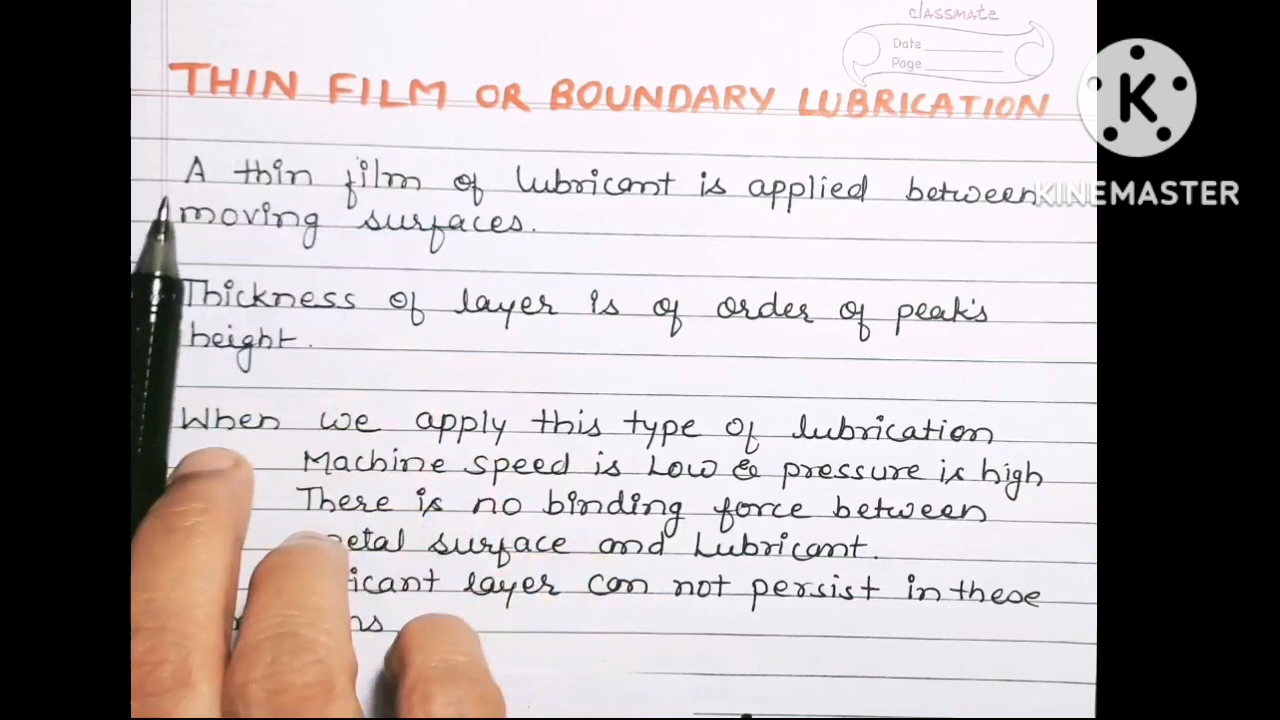 classmate
Date
Page
THIN FILM OR BOUNDARY LUBRICATION
K
KINEMASTER
A thin film of lubricant is applied between
moving surfaces.
Thickness of layer is of order of peak's
height.
When we apply this type of lubrication
Machine speed is Low & pressure is high
There is no binding force between
metal surface and Lubricant.
layer can not persist in these